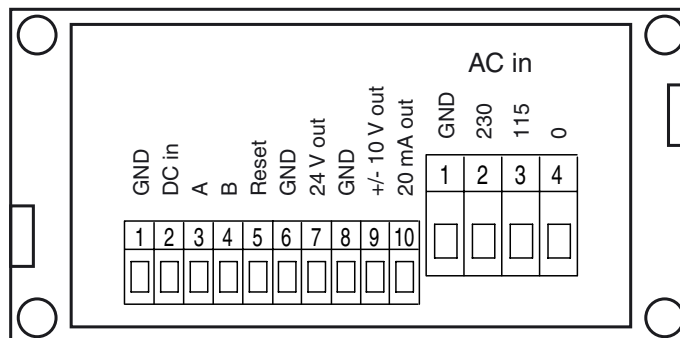 AC in
GND
230
115
0
1 2 3 4
GND
DC in
A
B
Reset
GND
24 V out
GND
+/- 10 V out
20 mA out
1 2 3 4 5 6 7 8 9 10